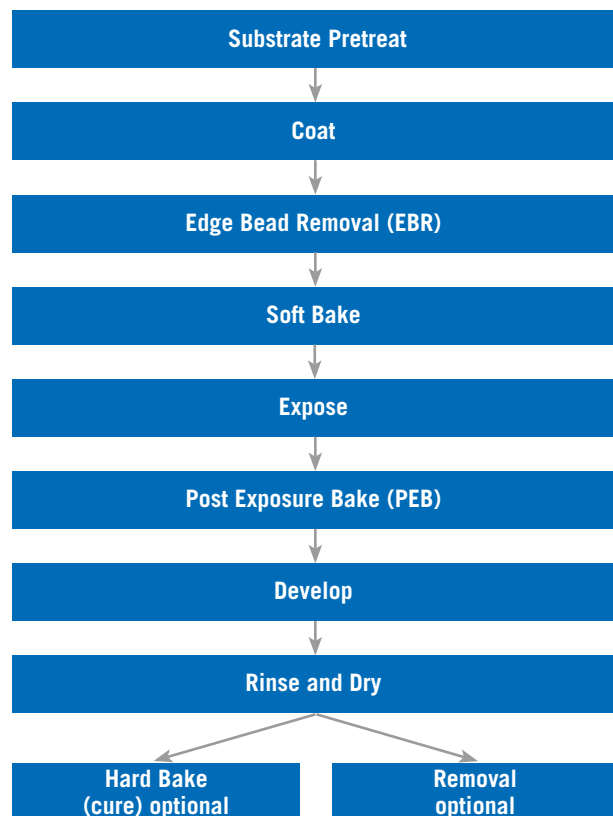 Substrate Pretreat
Coat
Edge Bead Removal (EBR)
Soft Bake
Expose
Post Exposure Bake (PEB)
Develop
Rinse and Dry
Hard Bake
(cure) optional
Removal
optional